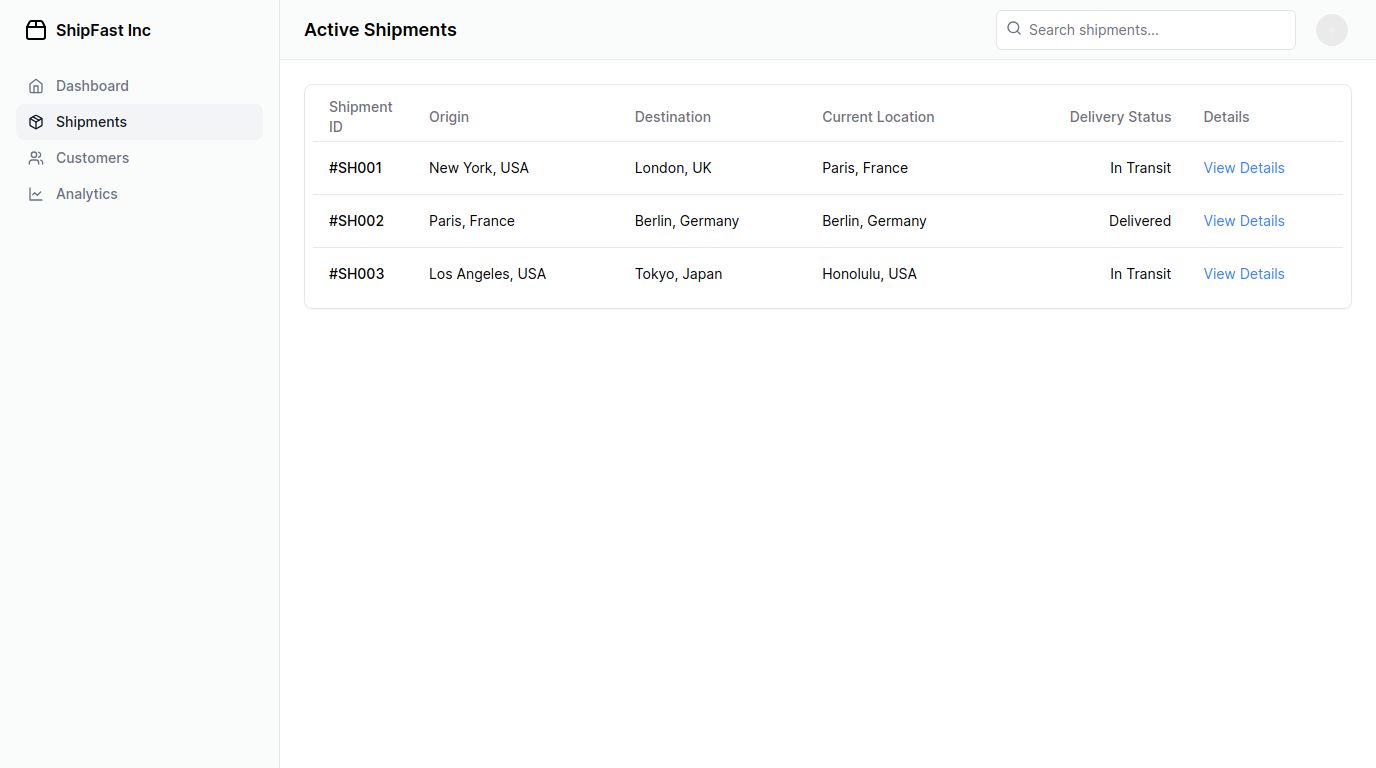 ShipFast Inc
Dashboard
Shipments
Customers
Analytics
Active Shipments
Search shipments...
Shipment ID Origin Destination Current Location Delivery Status Details
#SH001 New York, USA London, UK Paris, France In Transit View Details
#SH002 Paris, France Berlin, Germany Berlin, Germany Delivered View Details
#SH003 Los Angeles, USA Tokyo, Japan Honolulu, USA In Transit View Details